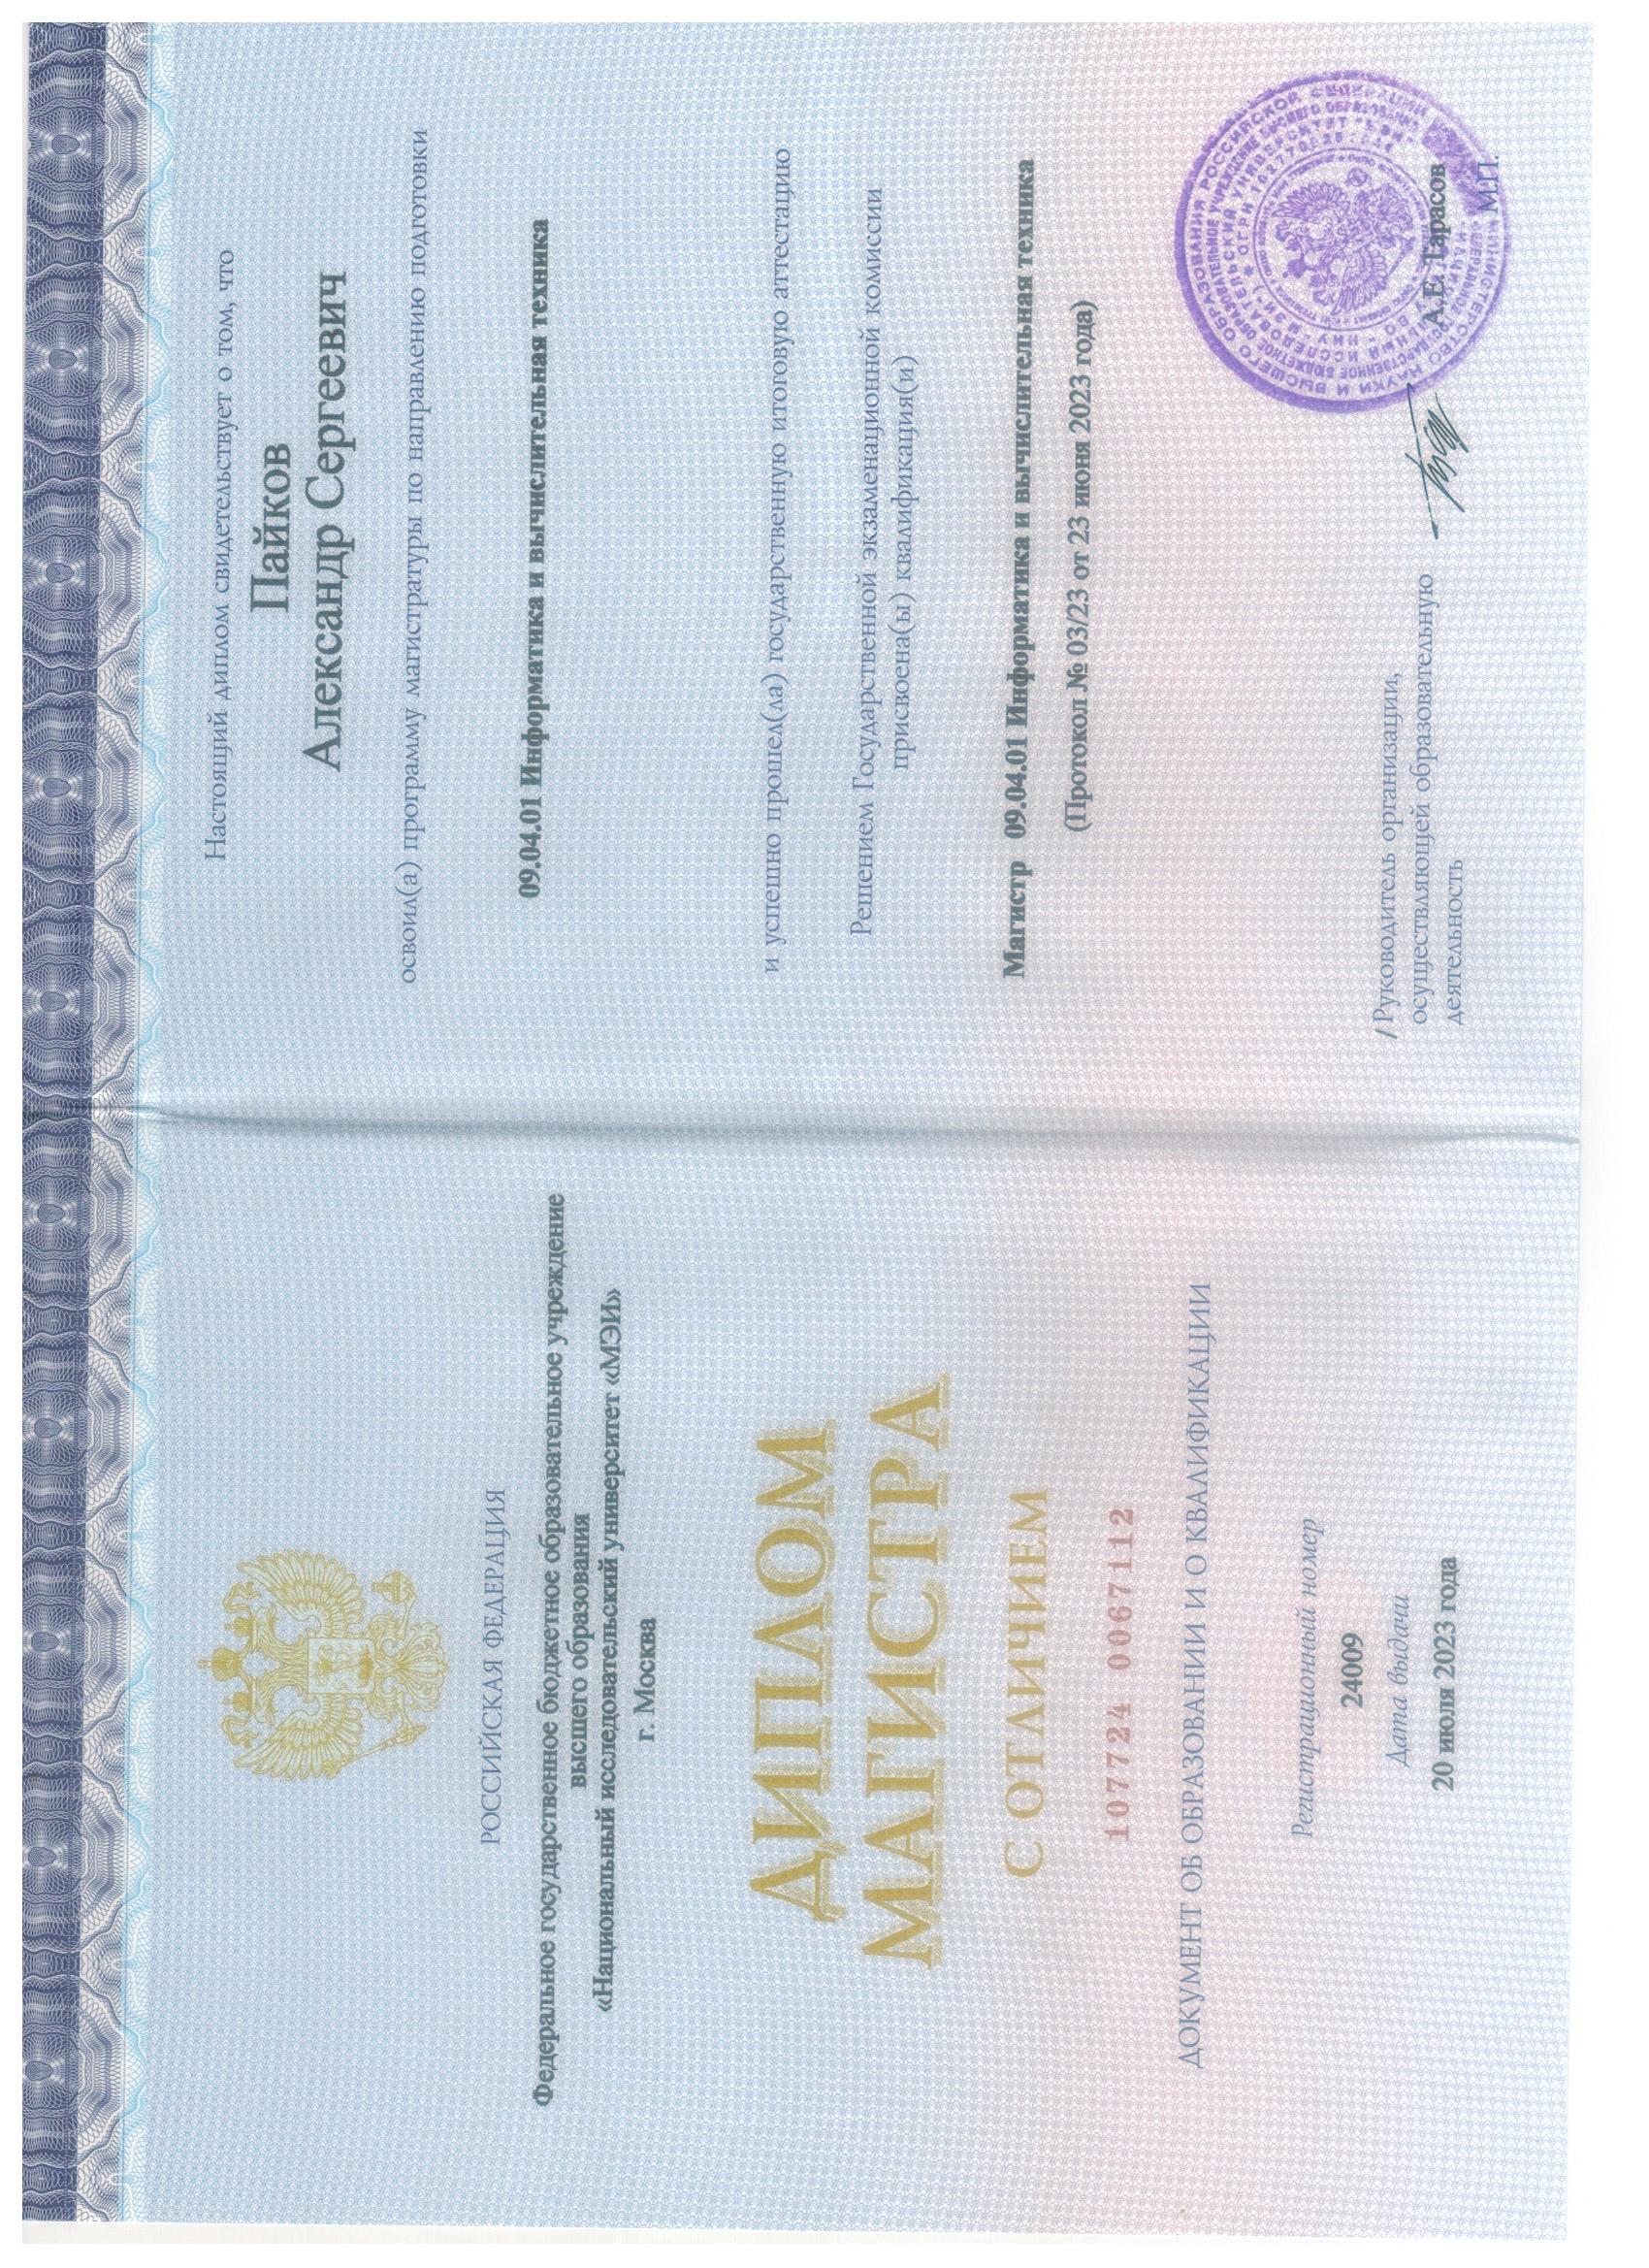 РОССИЙСКАЯ ФЕДЕРАЦИЯ
Федеральное государственное бюджетное образовательное учреждение
высшего образования
«Национальный исследовательский университет «МЭИ»
г. Москва
ДИПЛОМ
МАГИСТРА
С ОТЛИЧИЕМ
107724 0067112
ДОКУМЕНТ ОБ ОБРАЗОВАНИИ И О КВАЛИФИКАЦИИ
Регистрационный номер
24009
Дата выдачи
20 июля 2023 года
Настоящий диплом свидетельствует о том, что
Пайков
Александр Сергеевич
освоил(а) программу магистратуры по направлению подготовки
09.04.01 Информатика и вычислительная техника
и успешно прошел(ла) государственную итоговую аттестацию
Решением Государственной экзаменационной комиссии
присвоена(ы) квалификация(и)
Магистр 09.04.01 Информатика и вычислительная техника
(Протокол № 03/23 от 23 июня 2023 года)
/ Руководитель организации,
осуществляющей образовательную
деятельность
А.Е. Тарасов
М.П.